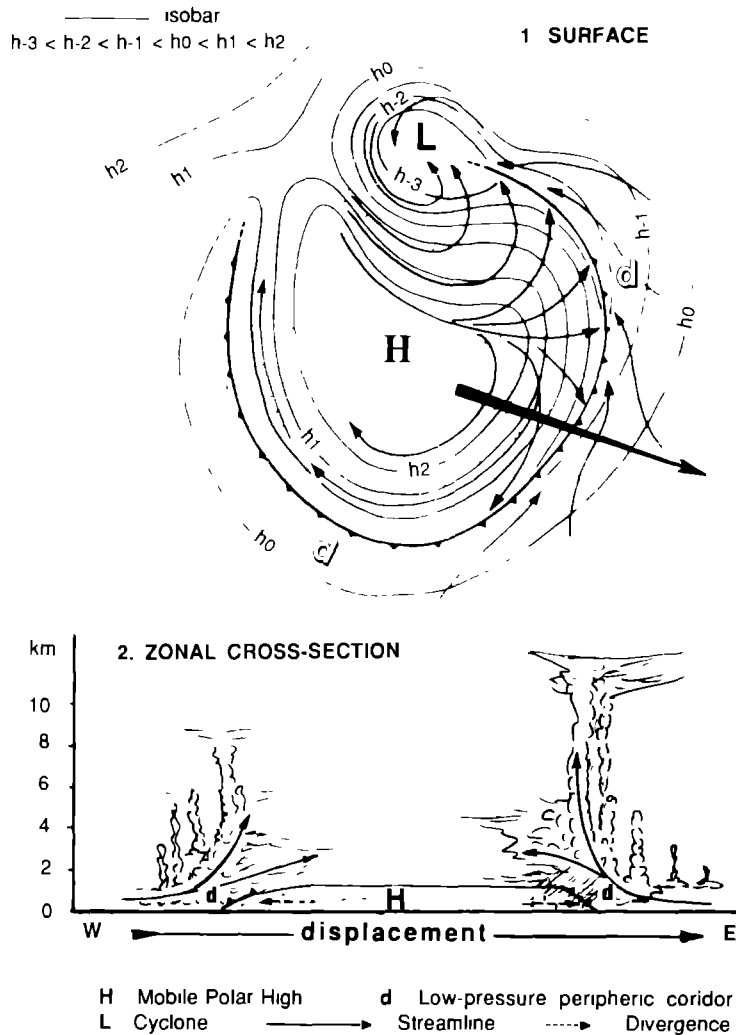 isobar
h-3 < h-2 < h-1 < h0 < h1 < h2
1 SURFACE
h0
h-2
L
h2
h1
h-3
h-1
d
h0
H
h1
h2
h0
d
km
2. ZONAL CROSS-SECTION
10
8
6
4
2
d
H
d
0
W
displacement
E
H Mobile Polar High
d Low-pressure peripheric coridor
L Cyclone
Streamline
Divergence